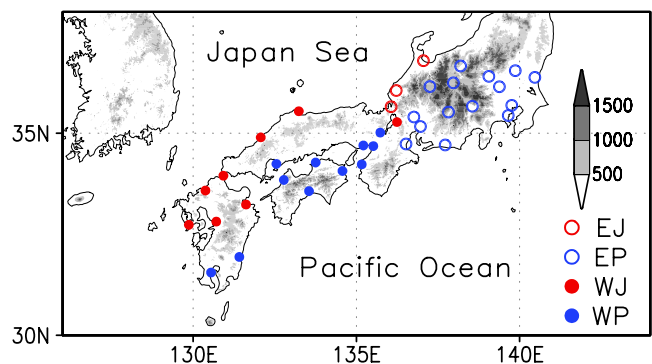 Japan Sea
35N
1500
1000
500
EJ
EP
Pacific Ocean
WJ
WP
30N
130E 135E 140E